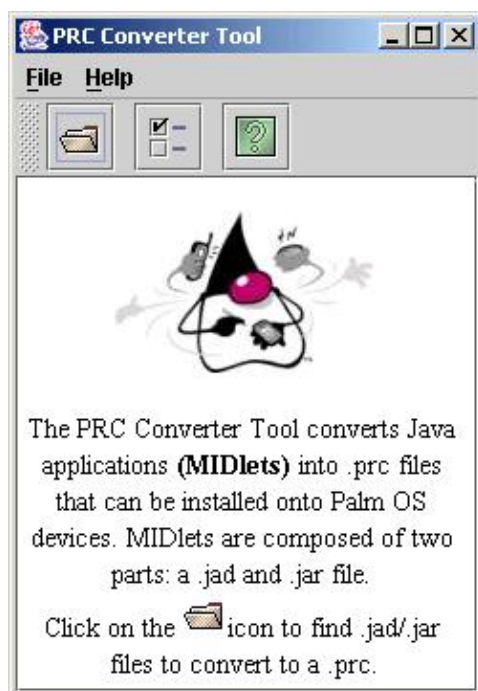 PRC Converter Tool
File Help
The PRC Converter Tool converts Java
applications (MIDlets) into .prc files
that can be installed onto Palm OS
devices. MIDlets are composed of two
parts: a .jad and .jar file.
Click on the icon to find .jad/.jar
files to convert to a .prc.